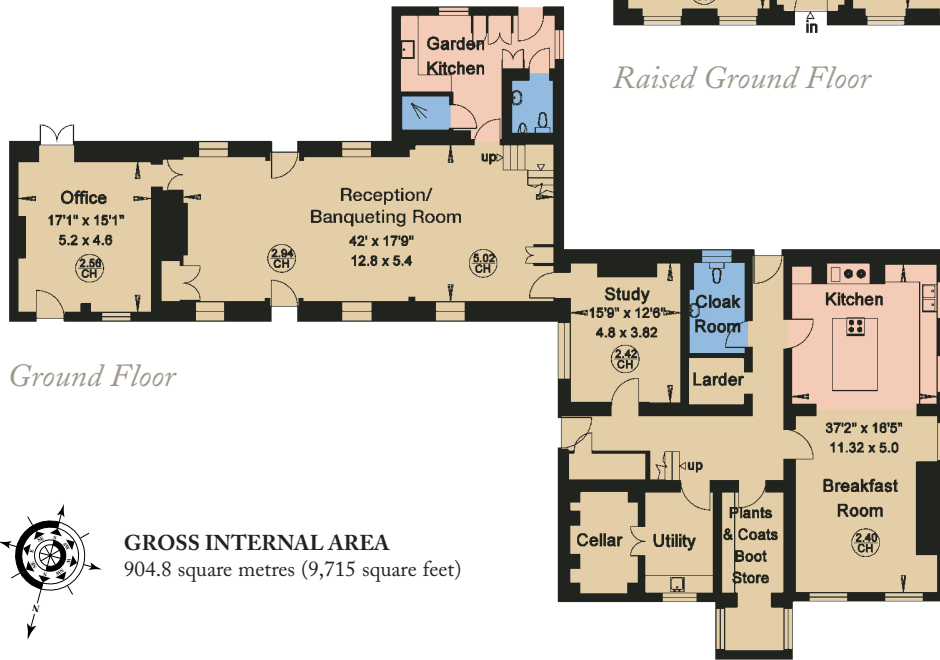 in
Raised Ground Floor
Garden
Kitchen
up
Office
17'1" x 15'1"
5.2 x 4.6
2.56
CH
Reception/
Banqueting Room
42' x 17'9"
12.8 x 5.4
2.94
CH
5.02
CH
Study
15'9" x 12'6"
4.8 x 3.82
2.42
CH
Cloak
Room
Larder
Kitchen
37'2" x 16'5"
11.32 x 5.0
Breakfast
Room
2.40
CH
Ground Floor
up
Cellar
Utility
Plants
& Coats
Boot
Store
N
GROSS INTERNAL AREA
904.8 square metres (9,715 square feet)